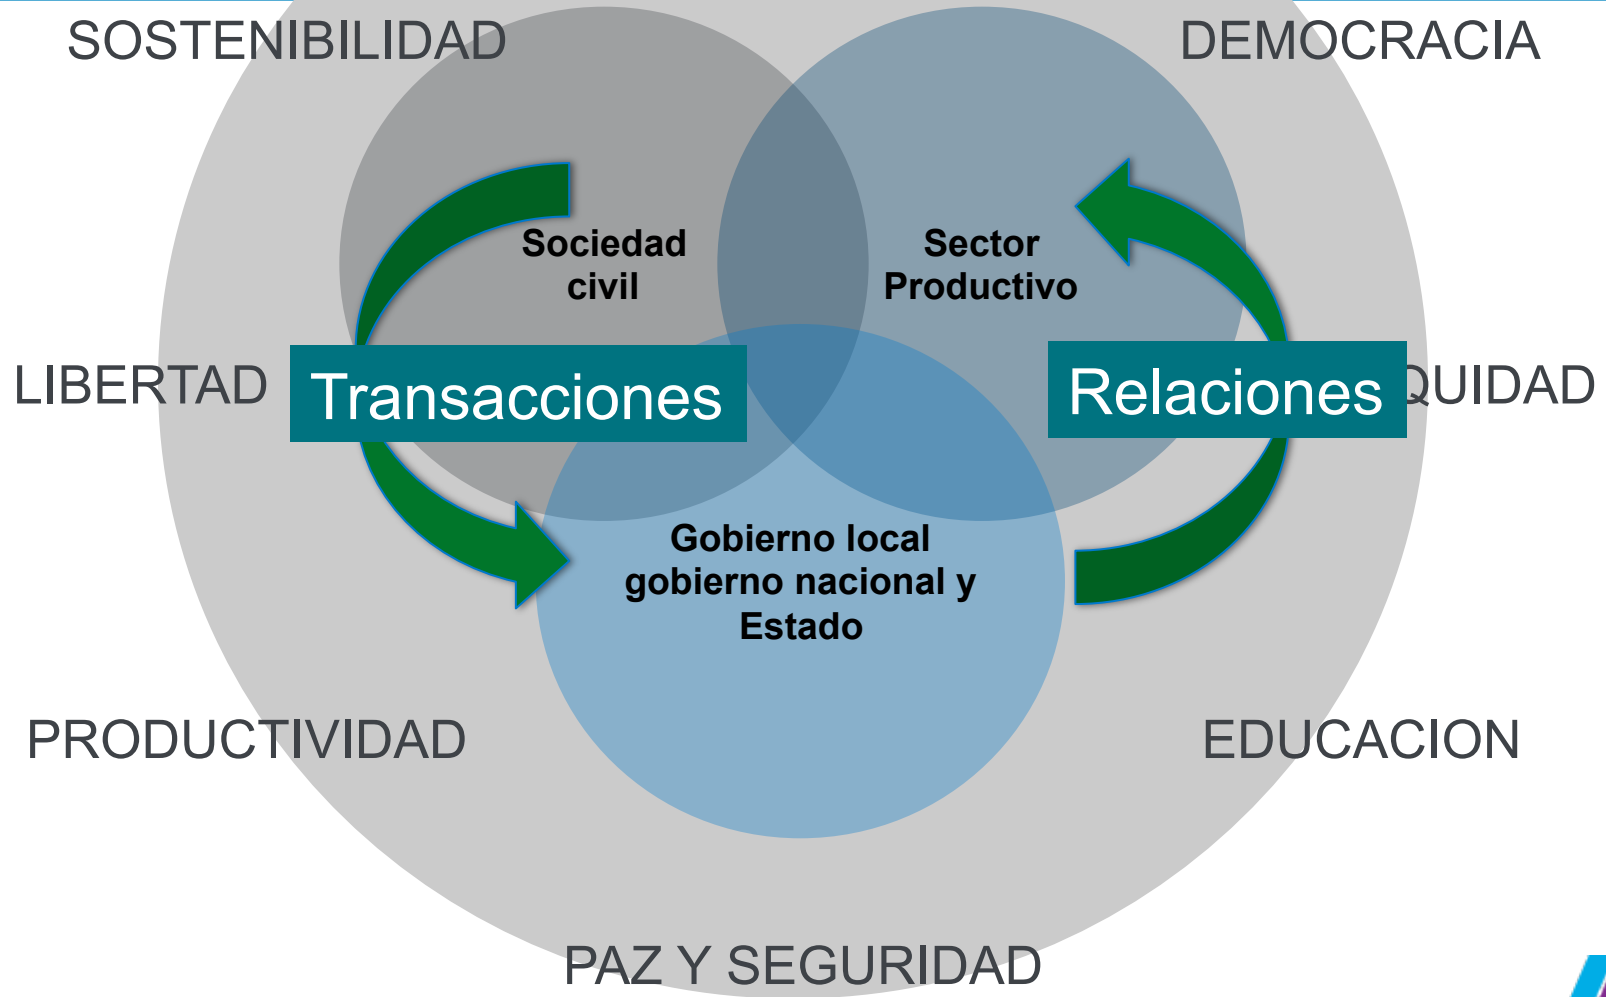 SOSTENIBILIDAD
DEMOCRACIA
Sociedad
civil
Sector
Productivo
LIBERTAD
Transacciones
Relaciones
QUIDAD
Gobierno local
gobierno nacional y
Estado
PRODUCTIVIDAD
EDUCACION
PAZ Y SEGURIDAD